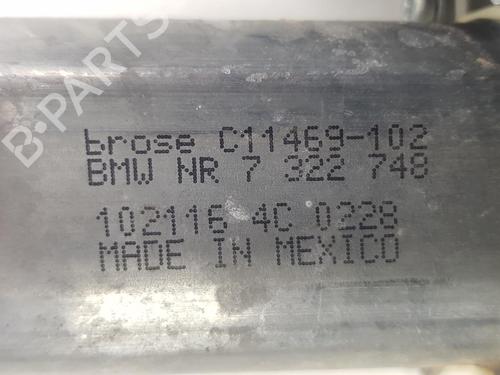 brose C11469-102
BMW NR 7 322 748
102116 4C 0228
MADE IN MEXICO
B-PARTS